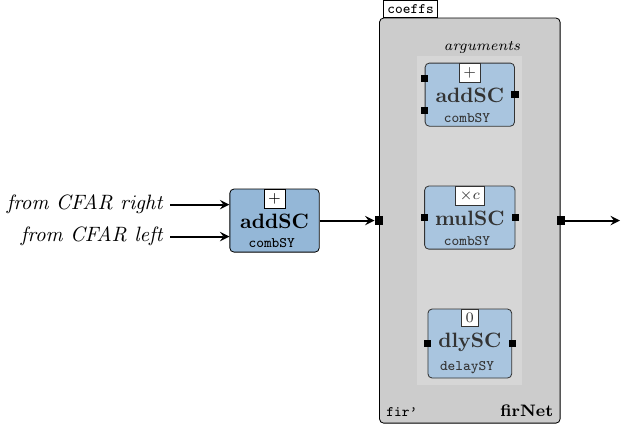 coeffs
arguments
+
addSC
combSY
from CFAR right
from CFAR left
+
addSC
combSY
×c
mulSC
combSY
0
dlySC
delaySY
fir' firNet